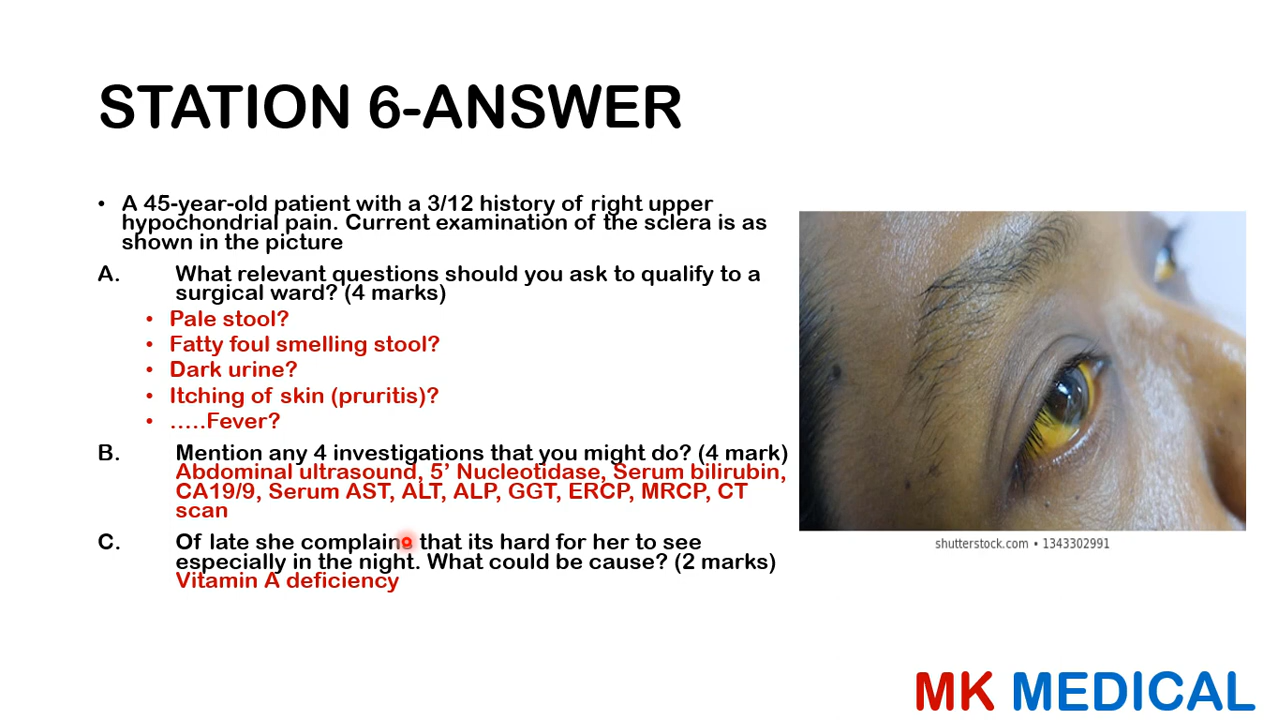 STATION 6-ANSWER
• A 45-year-old patient with a 3/12 history of right upper
hypochondrial pain. Current examination of the sclera is as
shown in the picture
A. What relevant questions should you ask to qualify to a
surgical ward? (4 marks)
• Pale stool?
• Fatty foul smelling stool?
• Dark urine?
• Itching of skin (pruritis)?
• .....Fever?
B. Mention any 4 investigations that you might do? (4 mark)
Abdominal ultrasound, 5’ Nucleotidase, Serum bilirubin,
CA19/9, Serum AST, ALT, ALP, GGT, ERCP, MRCP, CT
scan
C. Of late she complains that its hard for her to see
especially in the night. What could be cause? (2 marks)
Vitamin A deficiency
shutterstock.com • 1343302991
MK MEDICAL